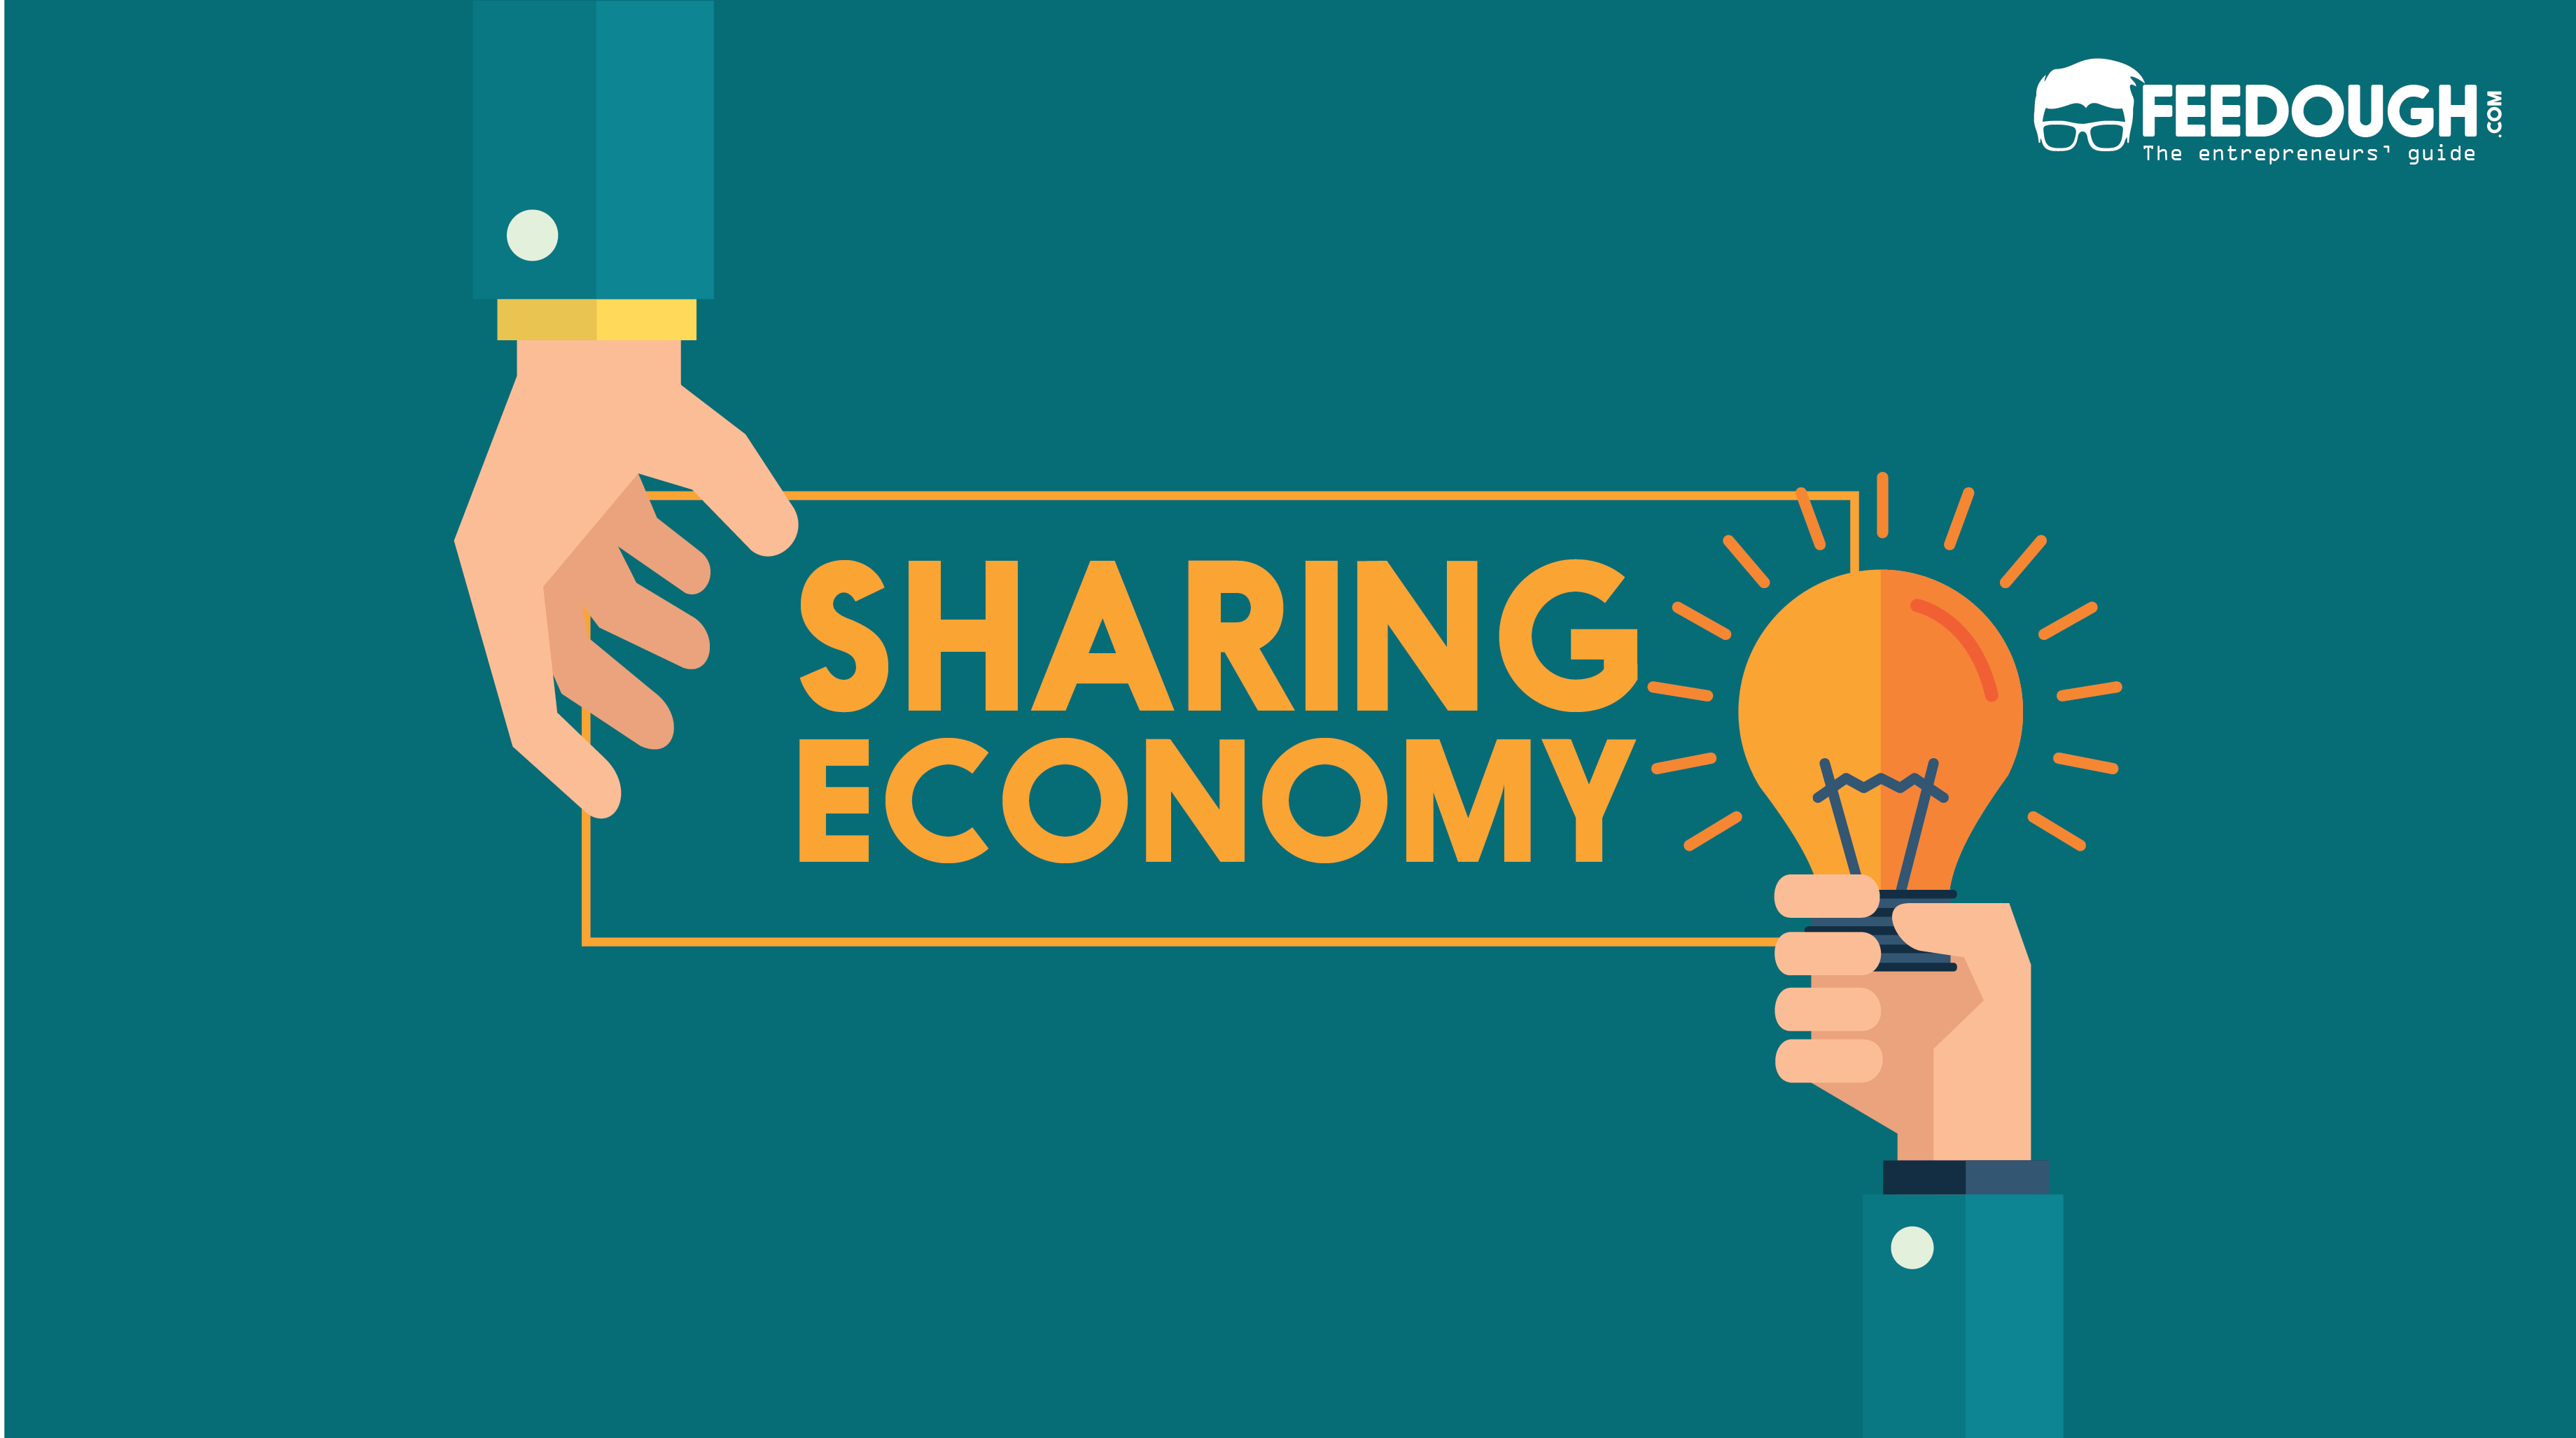 FEEDOUGH.COM
The entrepreneurs' guide
SHARING
ECONOMY